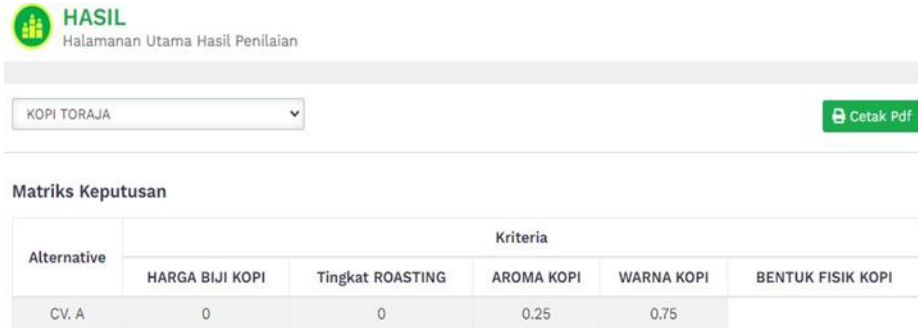 HASIL
Halamanan Utama Hasil Penilaian
KOPI TORAJA
Cetak Pdf
Matriks Keputusan
Alternative Kriteria
HARGA BIJI KOPI Tingkat ROASTING AROMA KOPI WARNA KOPI BENTUK FISIK KOPI
CV. A 0 0 0.25 0.75